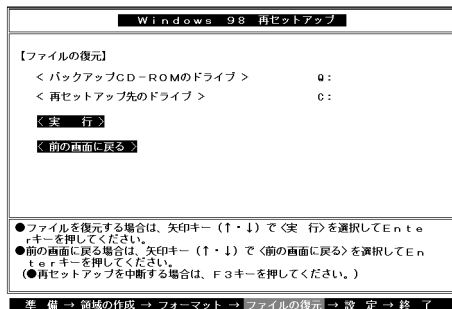 Windows 98 再セットアップ
【ファイルの復元】
< バックアップCD-ROMのドライブ > Q:
< 再セットアップ先のドライブ > C:
< 実 行 >
< 前の画面に戻る >
●ファイルを復元する場合は、矢印キー(↑・↓)で<実 行>を選択してEnte
rキーを押してください。
●前の画面に戻る場合は、矢印キー(↑・↓)で<前の画面に戻る>を選択してEn
terキーを押してください。
(●再セットアップを中断する場合は、F3キーを押してください。)
準 備 → 領域の作成 → フォーマット → ファイルの復元 → 設 定 → 終 了